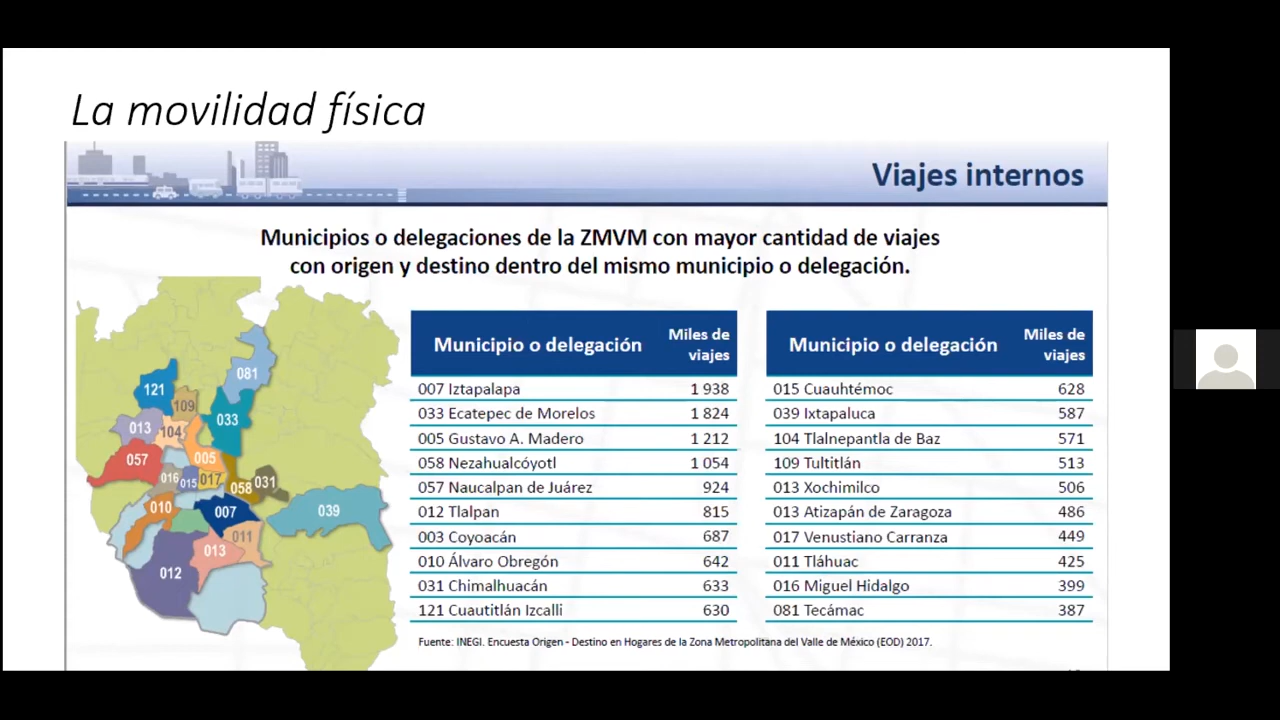 La movilidad física
Viajes internos
Municipios o delegaciones de la ZMVM con mayor cantidad de viajes
con origen y destino dentro del mismo municipio o delegación.
Municipio o delegación Miles de viajes
007 Iztapalapa 1 938
033 Ecatepec de Morelos 1 824
005 Gustavo A. Madero 1 212
058 Nezahualcóyotl 1 054
057 Naucalpan de Juárez 924
012 Tlalpan 815
003 Coyoacán 687
010 Álvaro Obregón 642
031 Chimalhuacán 633
121 Cuautitlán Izcalli 630
Municipio o delegación Miles de viajes
015 Cuauhtémoc 628
039 Ixtapaluca 587
104 Tlalnepantla de Baz 571
109 Tultitlán 513
013 Xochimilco 506
013 Atizapán de Zaragoza 486
017 Venustiano Carranza 449
011 Tláhuac 425
016 Miguel Hidalgo 399
081 Tecámac 387
081
121
109
033
013
104
057
005
016
015
017
058
031
010
007
039
011
013
012
Fuente: INEGI. Encuesta Origen - Destino en Hogares de la Zona Metropolitana del Valle de México (EOD) 2017.